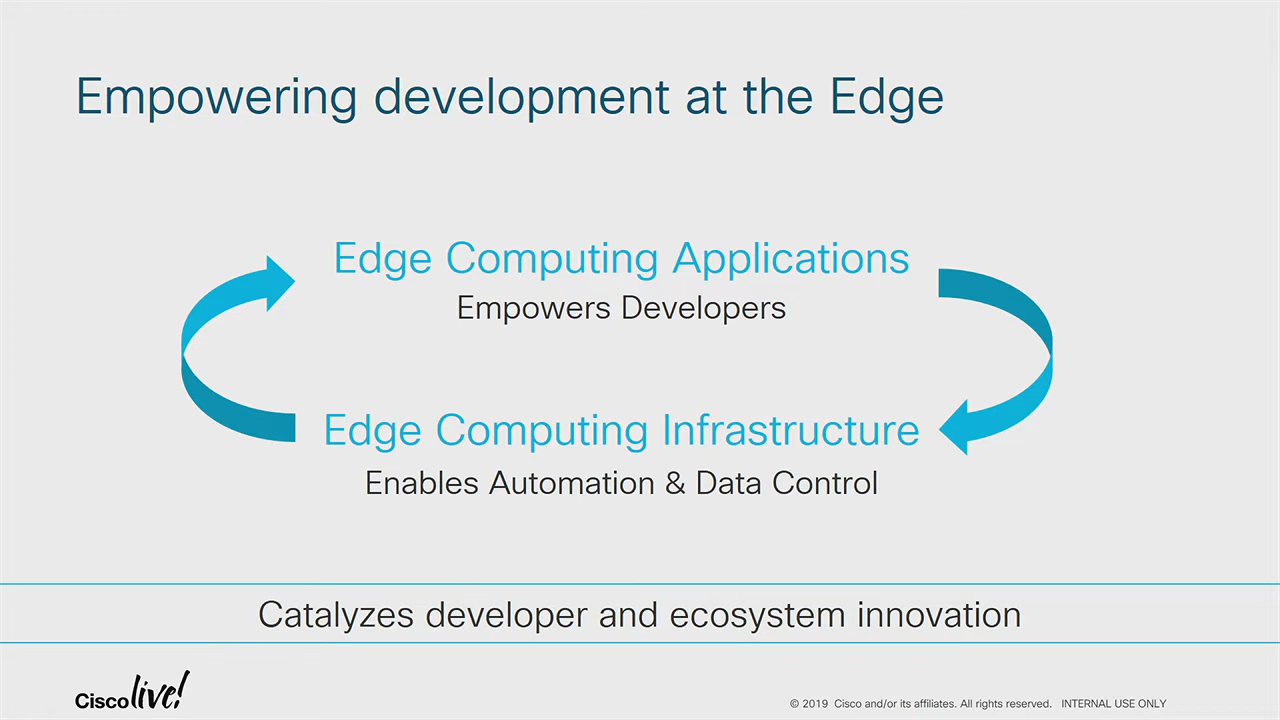 Empowering development at the Edge
Edge Computing Applications
Empowers Developers
Edge Computing Infrastructure
Enables Automation & Data Control
Catalyzes developer and ecosystem innovation
Cisco live!
© 2019 Cisco and/or its affiliates. All rights reserved. INTERNAL USE ONLY